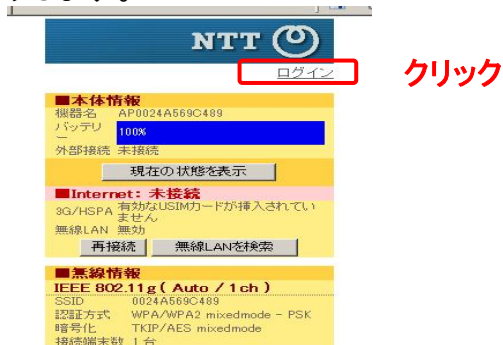 NTT
ログイン
クリック
■本体情報
機器名 AP0024A569C489
バッテリー 100%
外部接続 未接続
現在の状態を表示
■Internet: 未接続
3G/HSPA 有効なUSIMカードが挿入されていません
無線LAN 無効
再接続 無線LANを検索
■無線情報
IEEE 802.11g ( Auto / 1ch )
SSID 0024A569C489
認証方式 WPA/WPA2 mixedmode - PSK
暗号化 TKIP/AES mixedmode
接続端末数 1 台